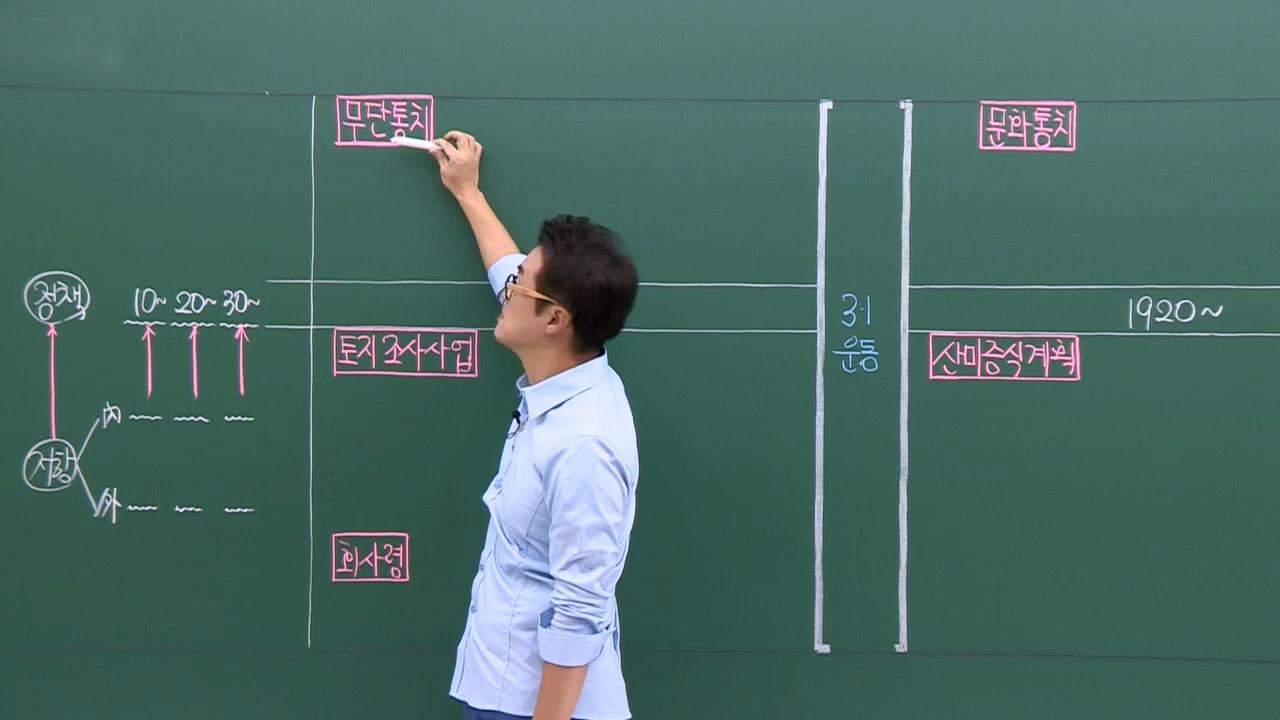 무단통치
문화통치
정책
10~ 20~ 30~
3·1
운동
1920~
토지조사사업
산미증식계획
内
저항
外
회사령